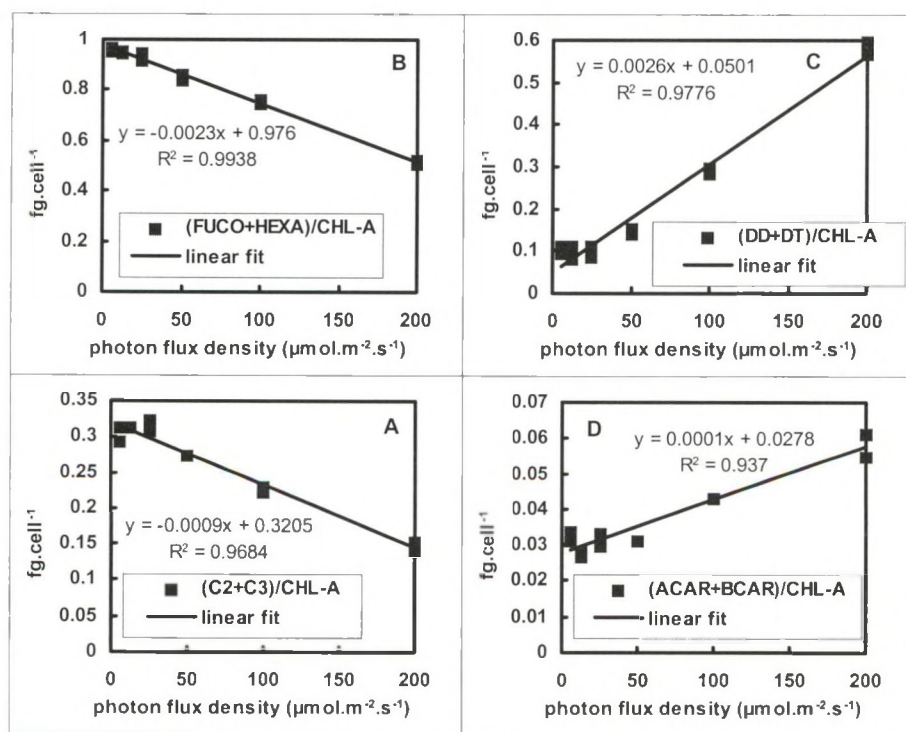 B
1
0.8
0.6
0.4
0.2
0
fg.cell⁻¹
y = -0.0023x + 0.976
R² = 0.9938
(FUCO+HEXA)/CHL-A
linear fit
0 50 100 150 200
photon flux density (µmol.m⁻².s⁻¹)
C
0.6
0.5
0.4
0.3
0.2
0.1
0
fg.cell⁻¹
y = 0.0026x + 0.0501
R² = 0.9776
(DD+DT)/CHL-A
linear fit
0 50 100 150 200
photon flux density (µmol.m⁻².s⁻¹)
A
0.35
0.3
0.25
0.2
0.15
0.1
0.05
0
fg.cell⁻¹
y = -0.0009x + 0.3205
R² = 0.9684
(C2+C3)/CHL-A
linear fit
0 50 100 150 200
photon flux density (µmol.m⁻².s⁻¹)
D
0.07
0.06
0.05
0.04
0.03
0.02
0.01
0
fg.cell⁻¹
y = 0.0001x + 0.0278
R² = 0.937
(ACAR+BCAR)/CHL-A
linear fit
0 50 100 150 200
photon flux density (µmol.m⁻².s⁻¹)